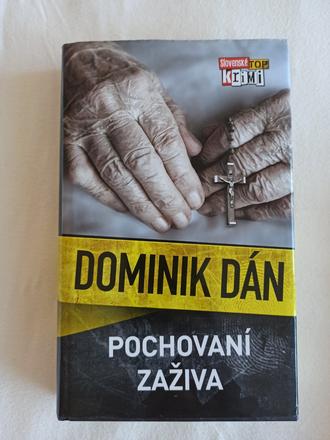 Slovenské TOP
KRIMI
DOMINIK DÁN
POCHOVANÍ
ZAŽIVA